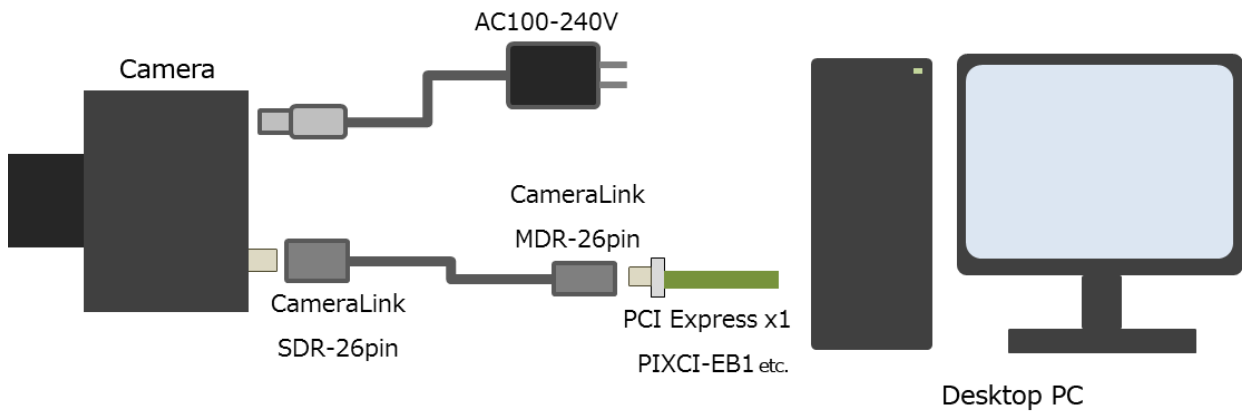 AC100-240V
Camera
CameraLink
MDR-26pin
CameraLink
SDR-26pin
PCI Express x1
PIXCI-EB1 etc.
Desktop PC